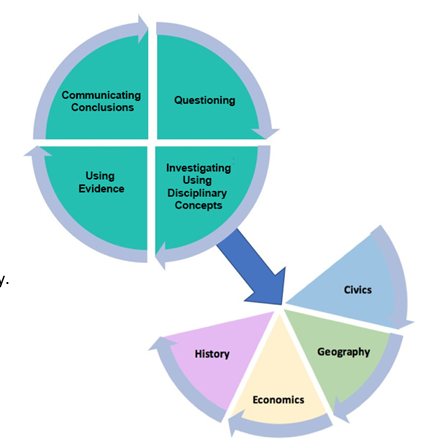 Communicating
Conclusions
Questioning
Using
Evidence
Investigating
Using
Disciplinary
Concepts
y.
Civics
Geography
Economics
History